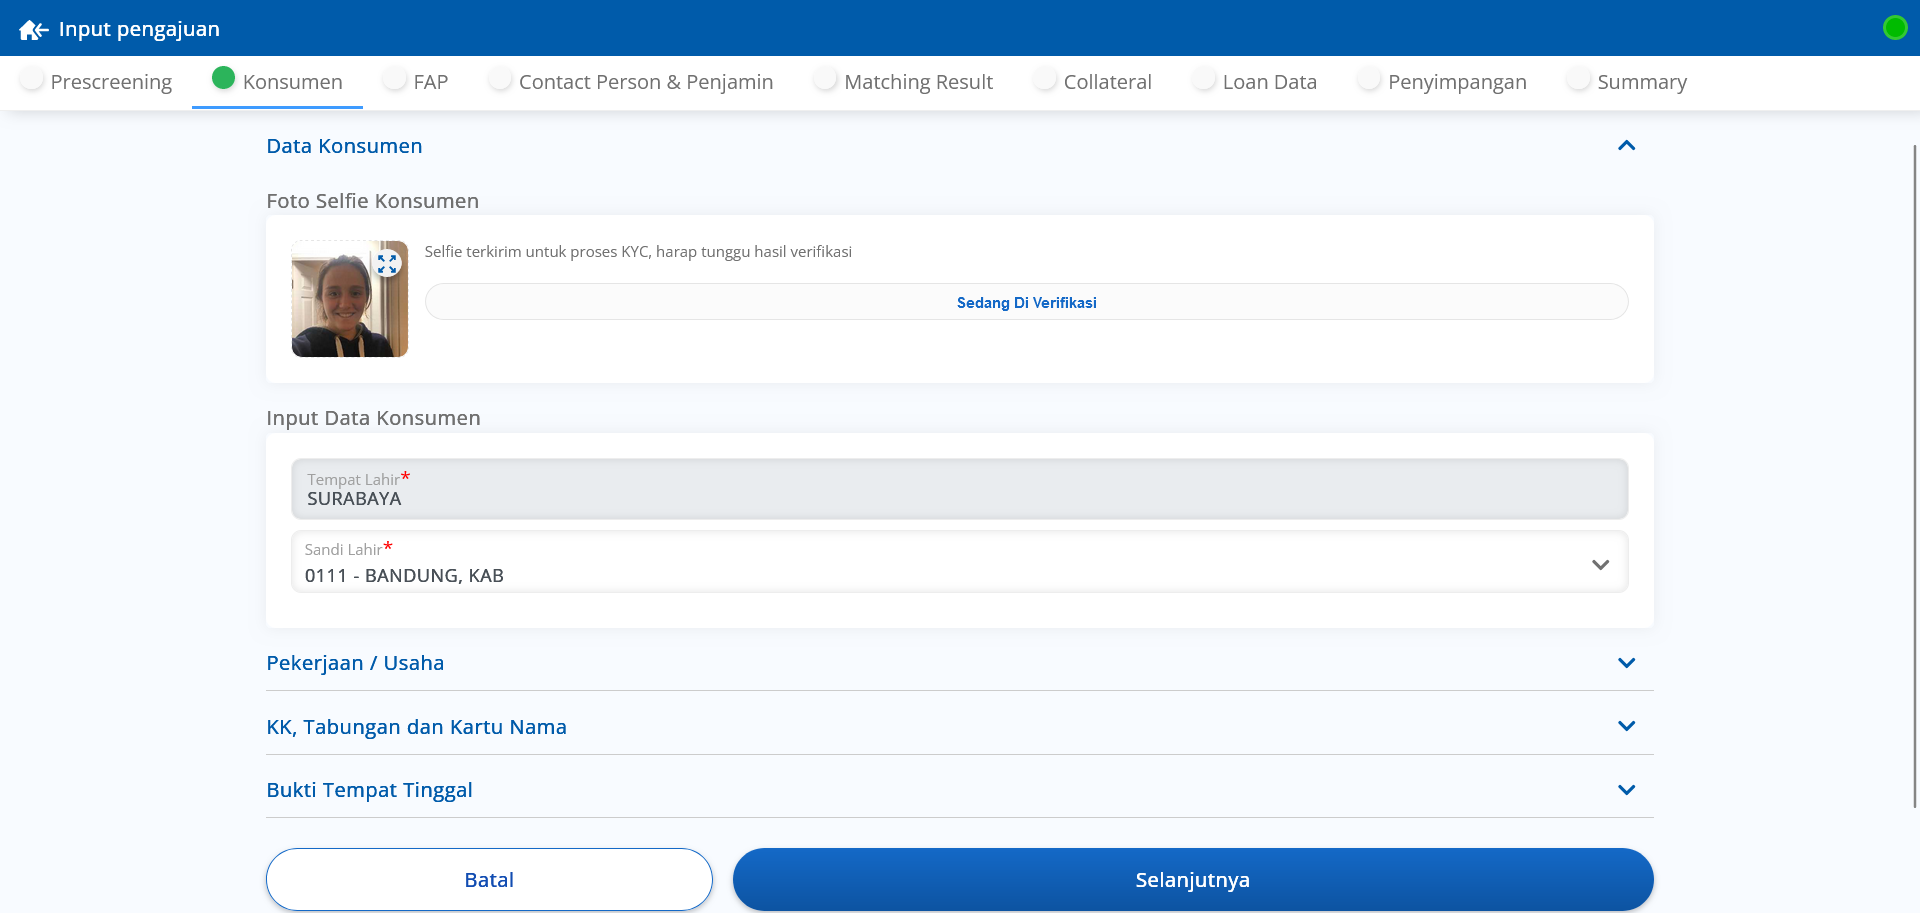 Input pengajuan
Prescreening
Konsumen
FAP
Contact Person & Penjamin
Matching Result
Collateral
Loan Data
Penyimpangan
Summary
Data Konsumen
Foto Selfie Konsumen
Selfie terkirim untuk proses KYC, harap tunggu hasil verifikasi
Sedang Di Verifikasi
Input Data Konsumen
Tempat Lahir*
SURABAYA
Sandi Lahir*
0111 - BANDUNG, KAB
Pekerjaan / Usaha
KK, Tabungan dan Kartu Nama
Bukti Tempat Tinggal
Batal
Selanjutnya